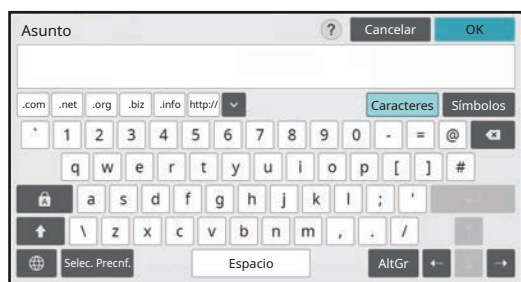 Asunto ? Cancelar OK
.com .net .org .biz .info http:// Caracteres Símbolos
` 1 2 3 4 5 6 7 8 9 0 - = @
q w e r t y u i o p [ ] #
a s d f g h j k l ; '
\ z x c v b n m , . /
Selec. Precnf. Espacio AltGr ← ↓ →